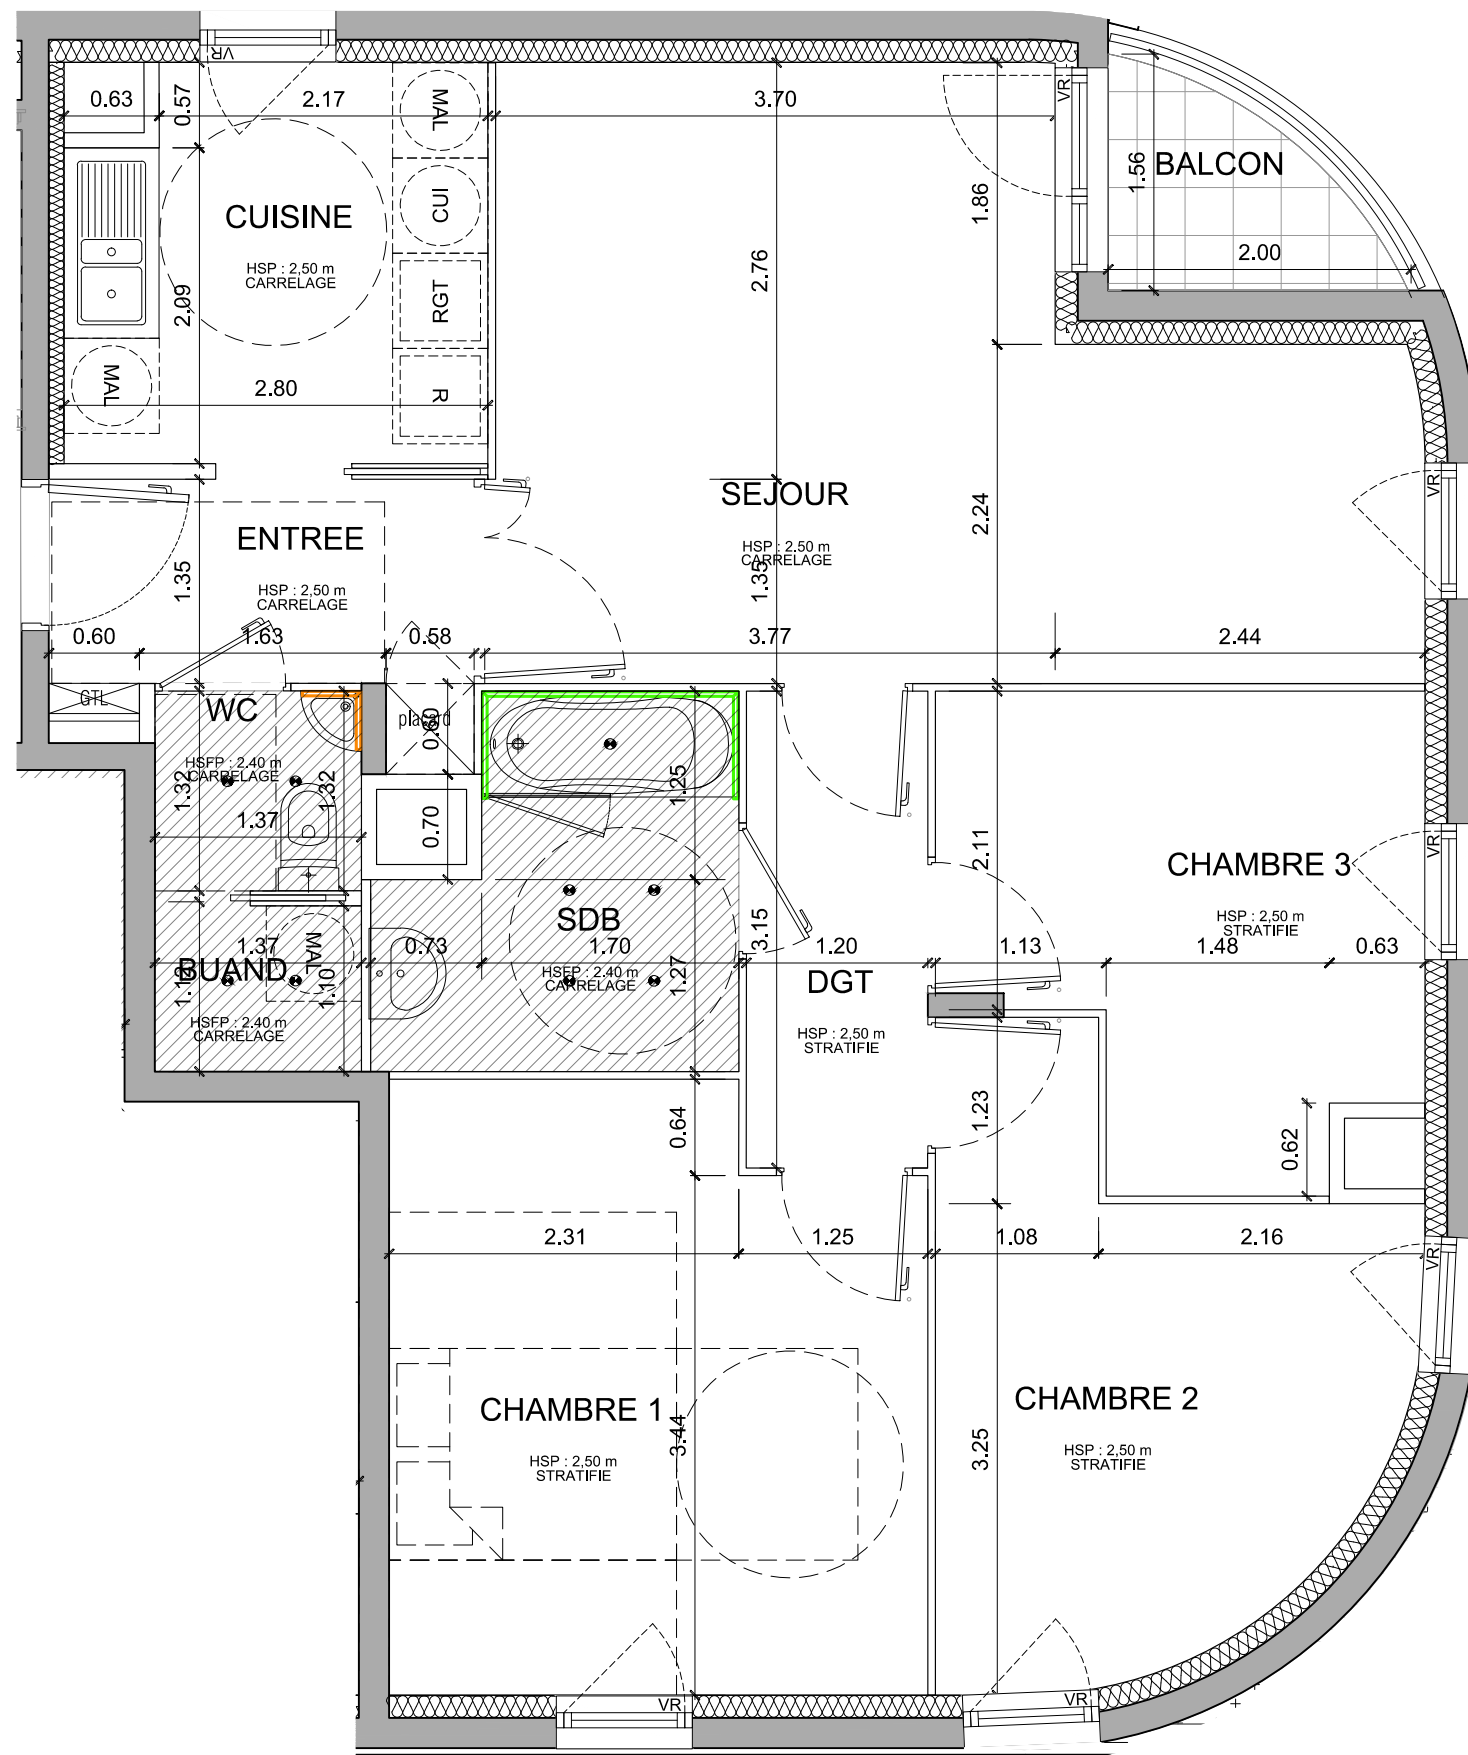 VR
VR
0.63
0.57
2.17
MAL
3.70
1.56
BALCON
CUISINE
HSP : 2,50 m
CARRELAGE
CUI
1.86
2.00
2.76
2.09
RGT
MAL
2.80
R
SEJOUR
HSP : 2.50 m
CARRELAGE
2.24
VR
ENTREE
HSP : 2,50 m
CARRELAGE
1.35
1.35
0.60
1.63
0.58
3.77
2.44
GTL
WC
HSFP : 2.40 m
CARRELAGE
placard
0.60
1.32
1.32
1.25
1.37
0.70
2.11
CHAMBRE 3
HSP : 2,50 m
STRATIFIE
VR
SDB
HSFP : 2.40 m
CARRELAGE
3.15
1.37
MAL
0.73
1.70
1.20
1.13
1.48
0.63
BUAND.
HSFP : 2.40 m
CARRELAGE
1.12
1.10
1.27
DGT
HSP : 2,50 m
STRATIFIE
0.64
1.23
0.62
2.31
1.25
1.08
2.16
VR
CHAMBRE 1
HSP : 2,50 m
STRATIFIE
3.44
CHAMBRE 2
HSP : 2,50 m
STRATIFIE
3.25
VR
VR